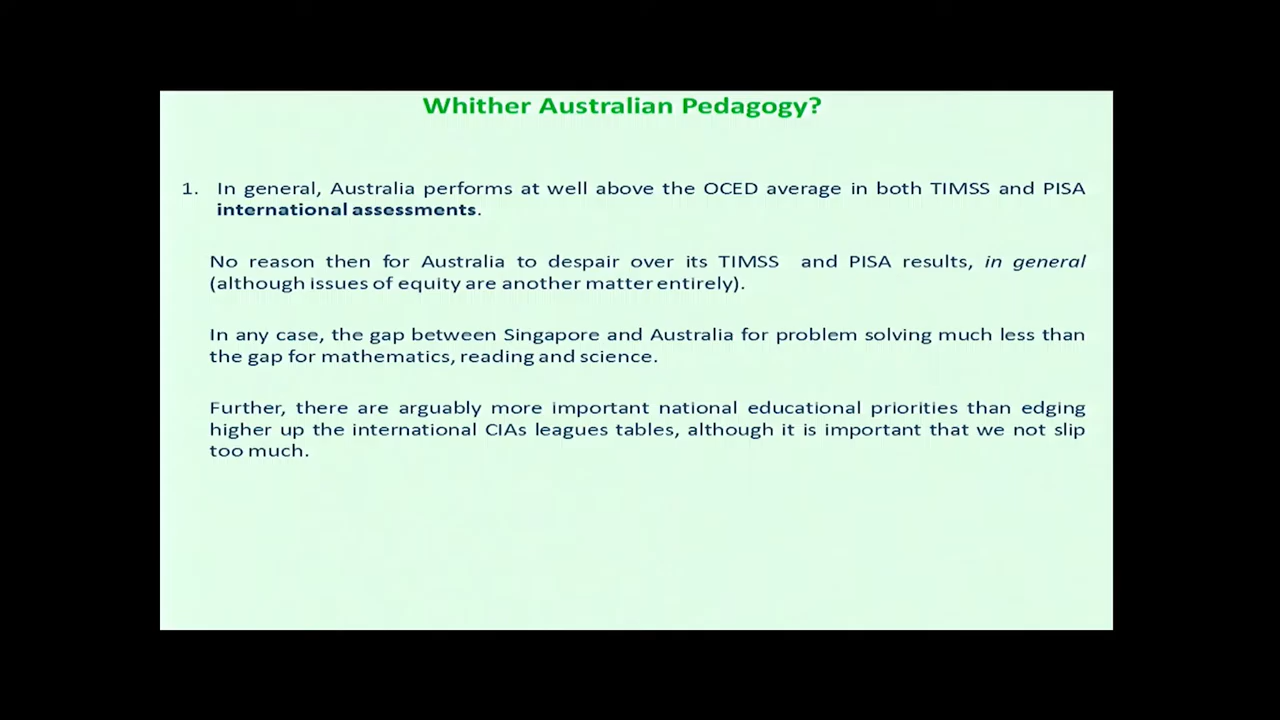 Whither Australian Pedagogy?
1. In general, Australia performs at well above the OCED average in both TIMSS and PISA
international assessments.
No reason then for Australia to despair over its TIMSS and PISA results, in general
(although issues of equity are another matter entirely).
In any case, the gap between Singapore and Australia for problem solving much less than
the gap for mathematics, reading and science.
Further, there are arguably more important national educational priorities than edging
higher up the international CIAs leagues tables, although it is important that we not slip
too much.